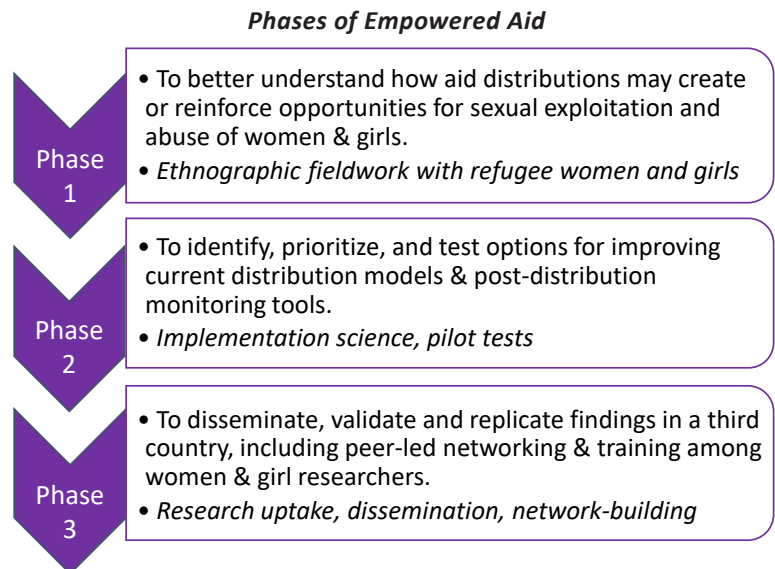 Phases of Empowered Aid
Phase
1
• To better understand how aid distributions may create
or reinforce opportunities for sexual exploitation and
abuse of women & girls.
• Ethnographic fieldwork with refugee women and girls
Phase
2
• To identify, prioritize, and test options for improving
current distribution models & post-distribution
monitoring tools.
• Implementation science, pilot tests
Phase
3
• To disseminate, validate and replicate findings in a third
country, including peer-led networking & training among
women & girl researchers.
• Research uptake, dissemination, network-building